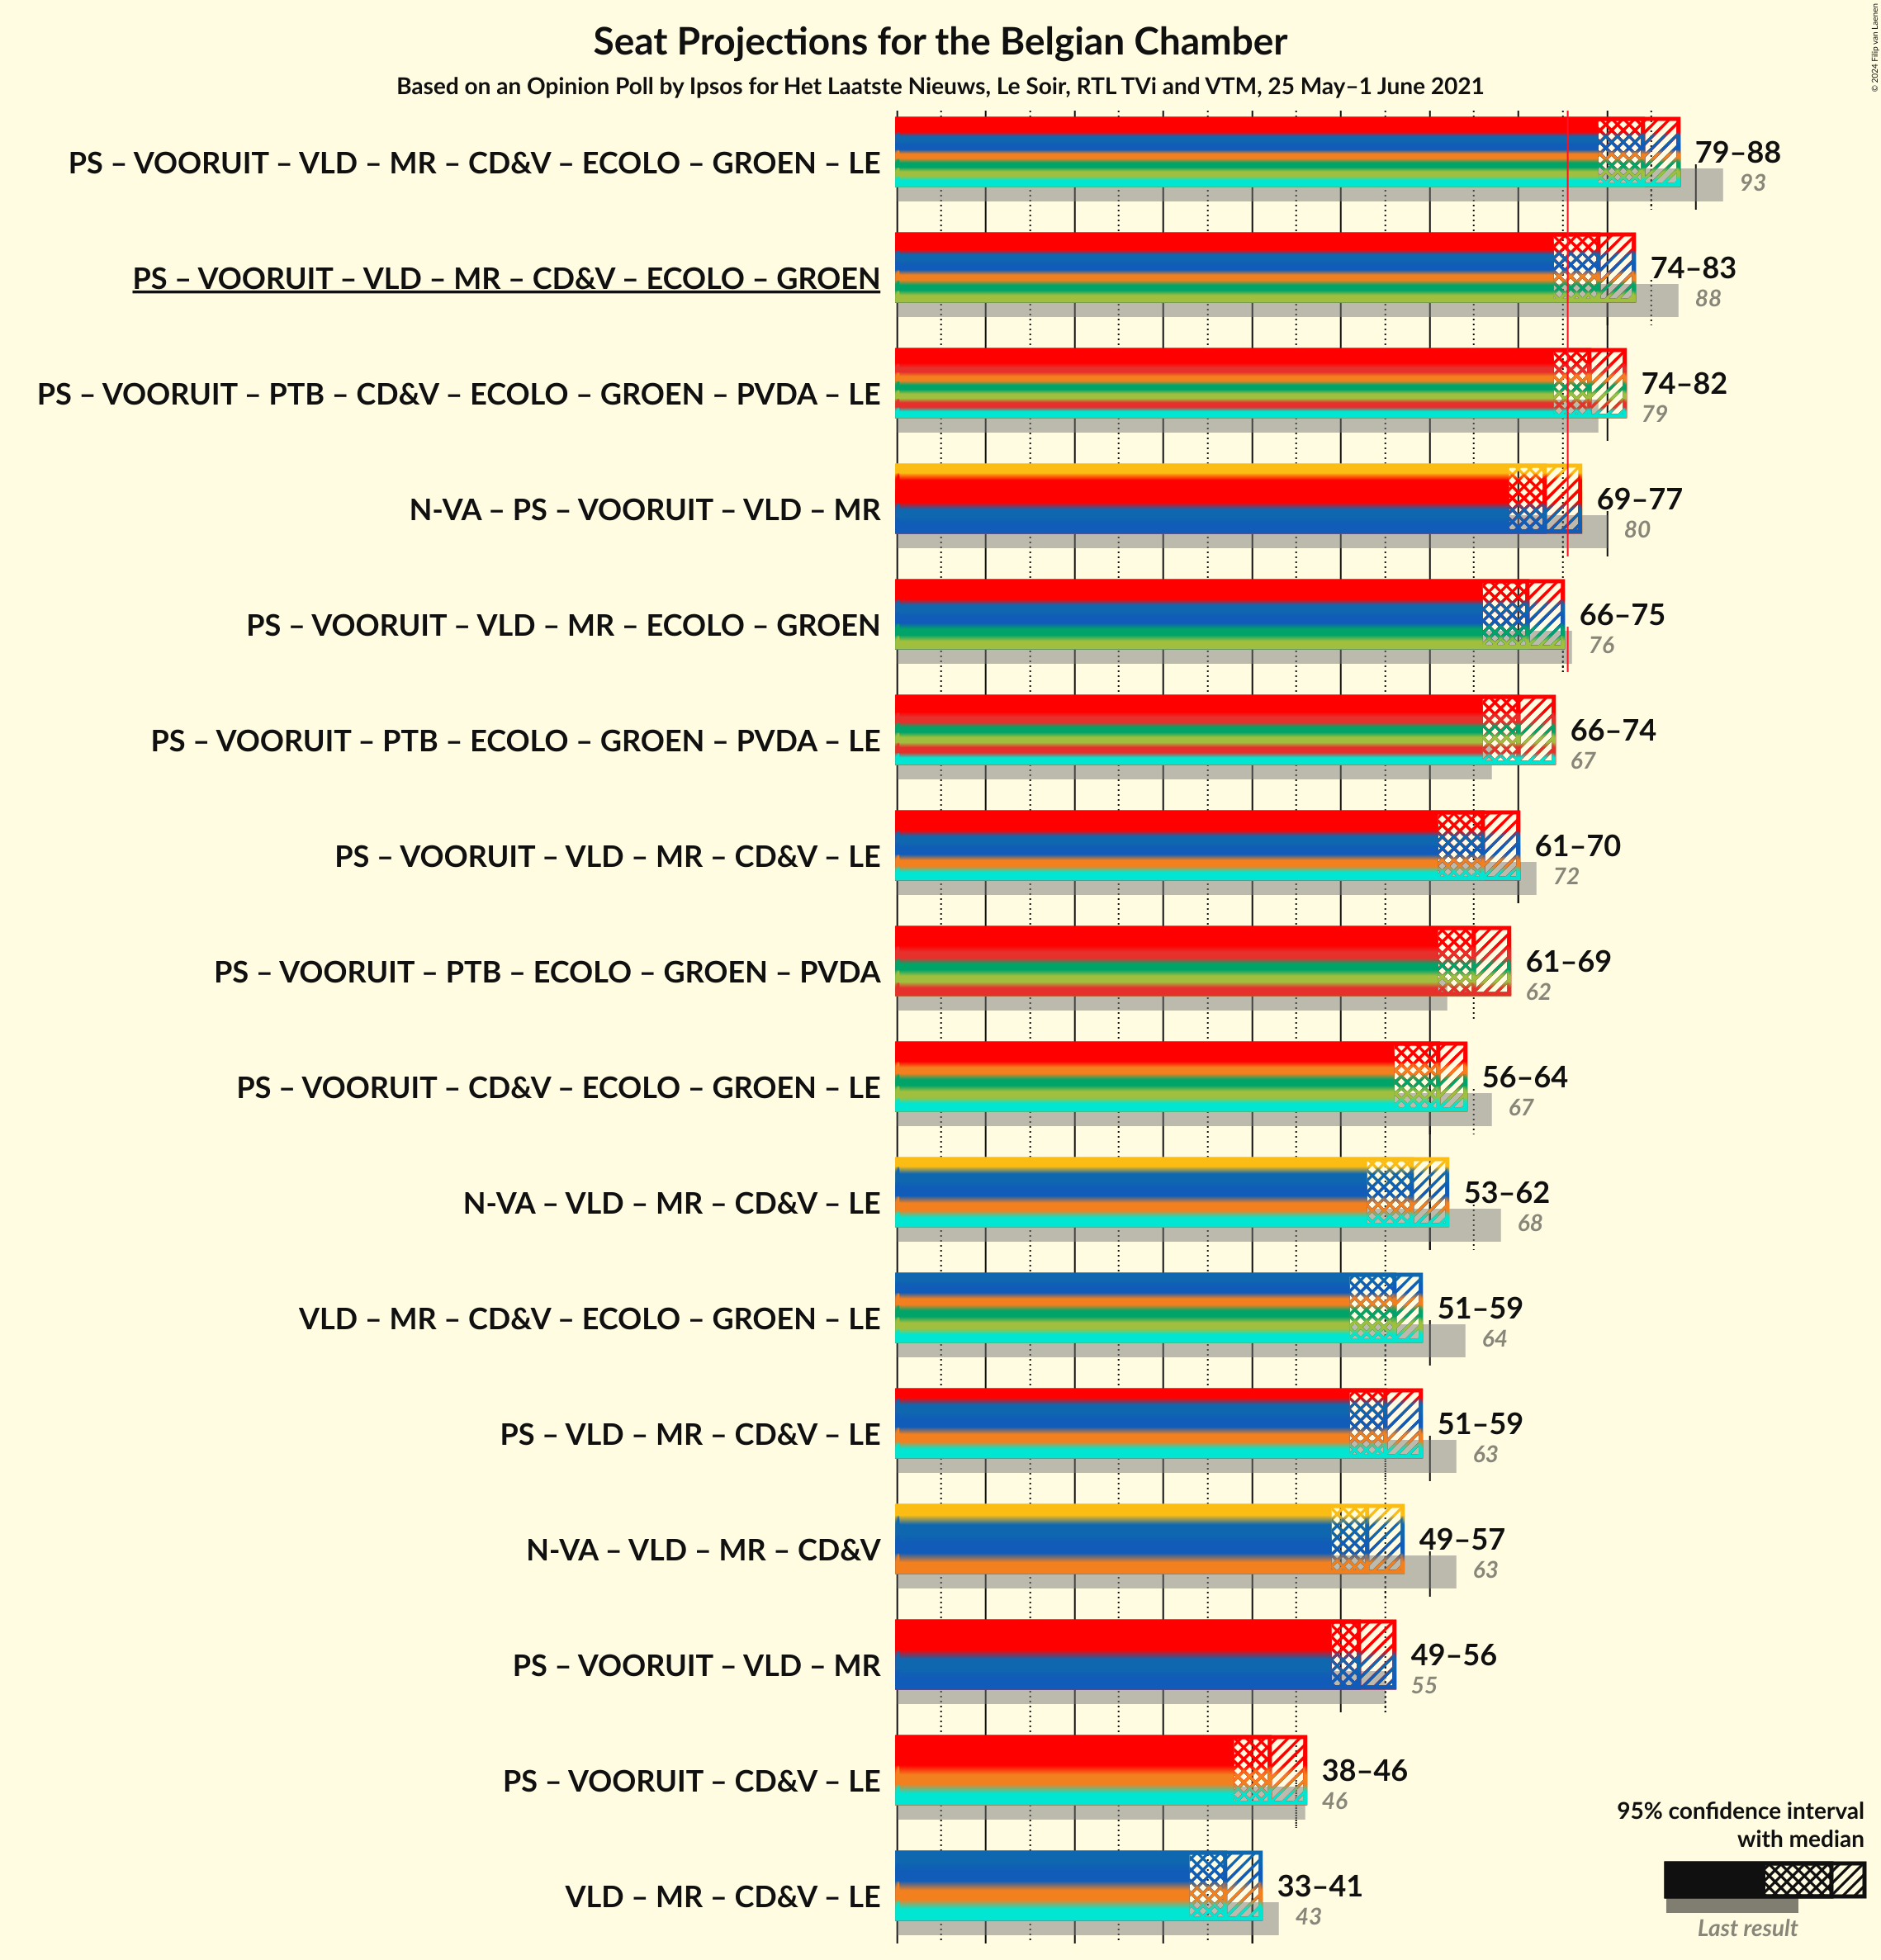 Seat Projections for the Belgian Chamber
Based on an Opinion Poll by Ipsos for Het Laatste Nieuws, Le Soir, RTL TVi and VTM, 25 May–1 June 2021
© 2024 Filip van Laenen
PS – VOORUIT – VLD – MR – CD&V – ECOLO – GROEN – LE
79–88
93
PS – VOORUIT – VLD – MR – CD&V – ECOLO – GROEN
74–83
88
PS – VOORUIT – PTB – CD&V – ECOLO – GROEN – PVDA – LE
74–82
79
N-VA – PS – VOORUIT – VLD – MR
69–77
80
PS – VOORUIT – VLD – MR – ECOLO – GROEN
66–75
76
PS – VOORUIT – PTB – ECOLO – GROEN – PVDA – LE
66–74
67
PS – VOORUIT – VLD – MR – CD&V – LE
61–70
72
PS – VOORUIT – PTB – ECOLO – GROEN – PVDA
61–69
62
PS – VOORUIT – CD&V – ECOLO – GROEN – LE
56–64
67
N-VA – VLD – MR – CD&V – LE
53–62
68
VLD – MR – CD&V – ECOLO – GROEN – LE
51–59
64
PS – VLD – MR – CD&V – LE
51–59
63
N-VA – VLD – MR – CD&V
49–57
63
PS – VOORUIT – VLD – MR
49–56
55
PS – VOORUIT – CD&V – LE
38–46
46
VLD – MR – CD&V – LE
33–41
43
95% confidence interval
with median
Last result